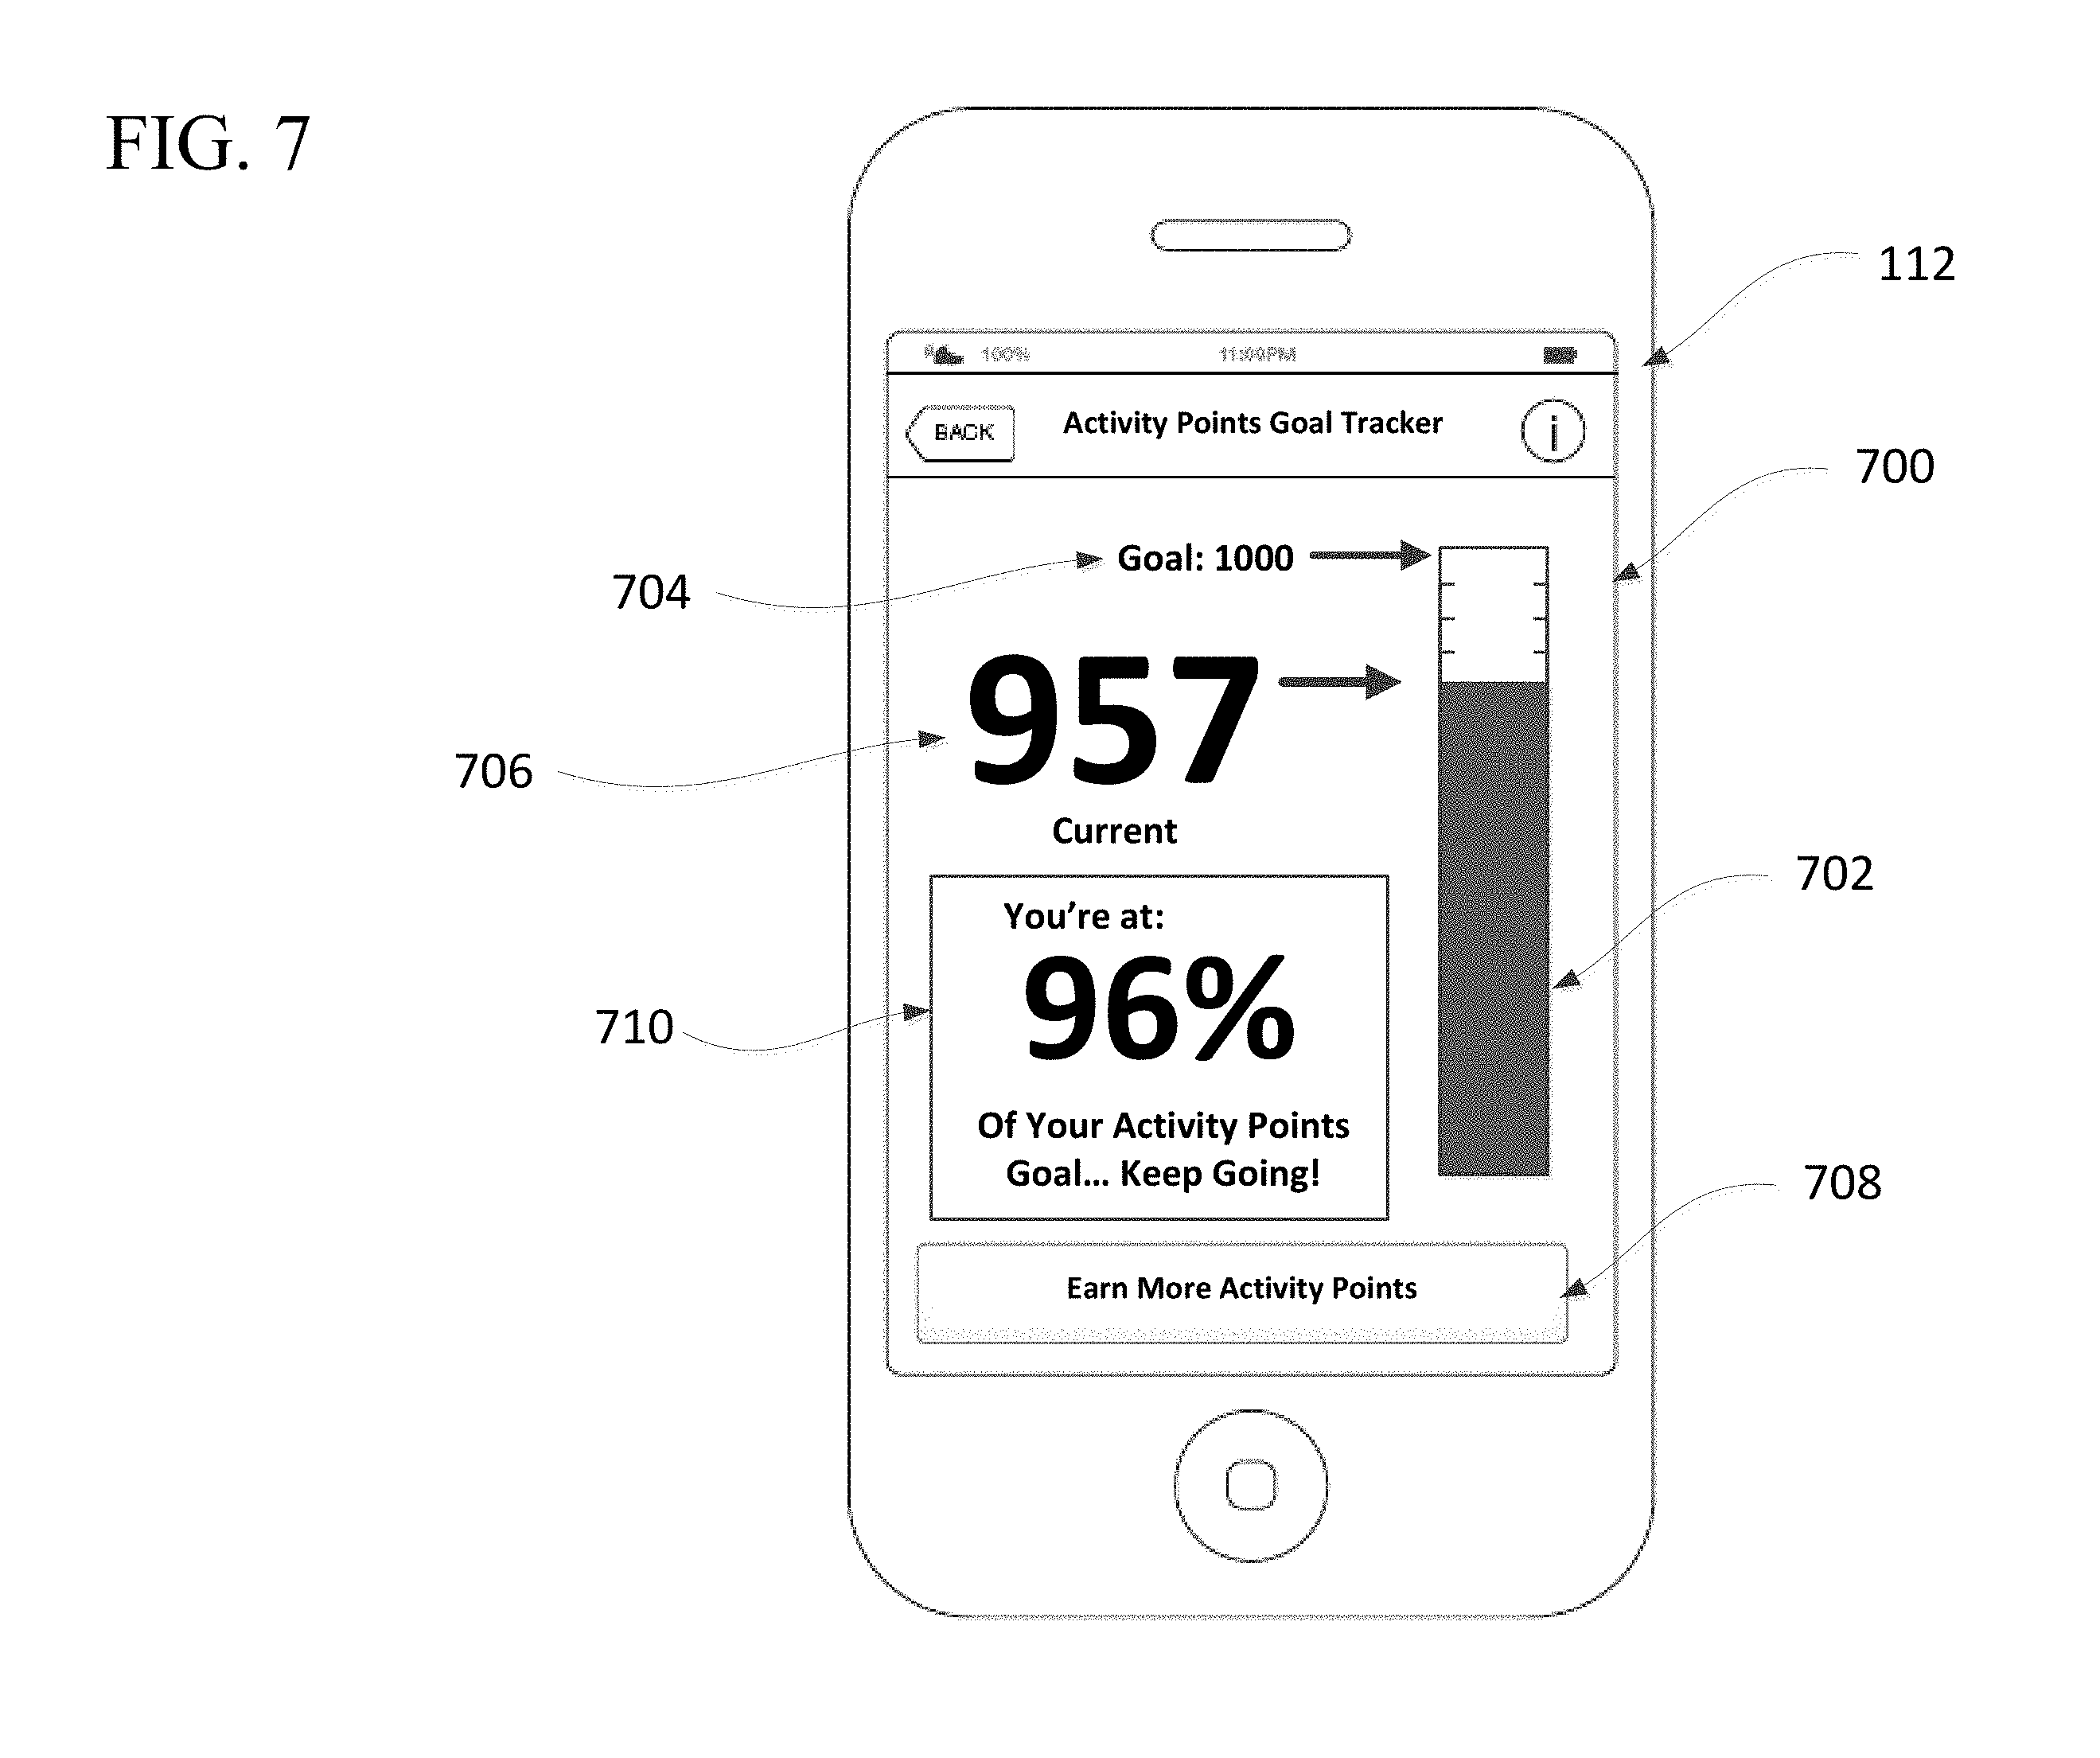 FIG. 7
112
100% 11:00PM
BACK Activity Points Goal Tracker i
700
Goal: 1000
704
957
706
Current
702
You're at:
96%
710
Of Your Activity Points
Goal... Keep Going!
708
Earn More Activity Points